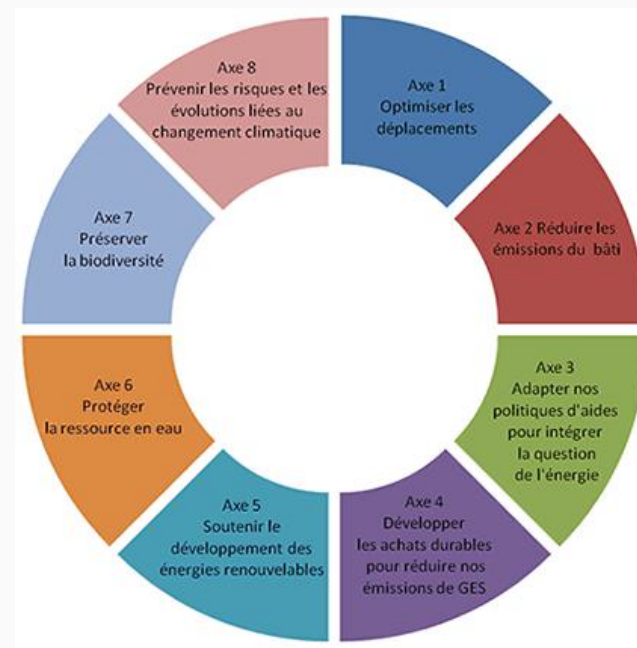 Axe 1
Optimiser les
déplacements
Axe 2 Réduire les
émissions du bâti
Axe 3
Adapter nos
politiques d'aides
pour intégrer
la question
de l'énergie
Axe 4
Développer
les achats durables
pour réduire nos
émissions de GES
Axe 5
Soutenir le
développement des
énergies renouvelables
Axe 6
Protéger
la ressource en eau
Axe 7
Préserver
la biodiversité
Axe 8
Prévenir les risques et les
évolutions liées au
changement climatique